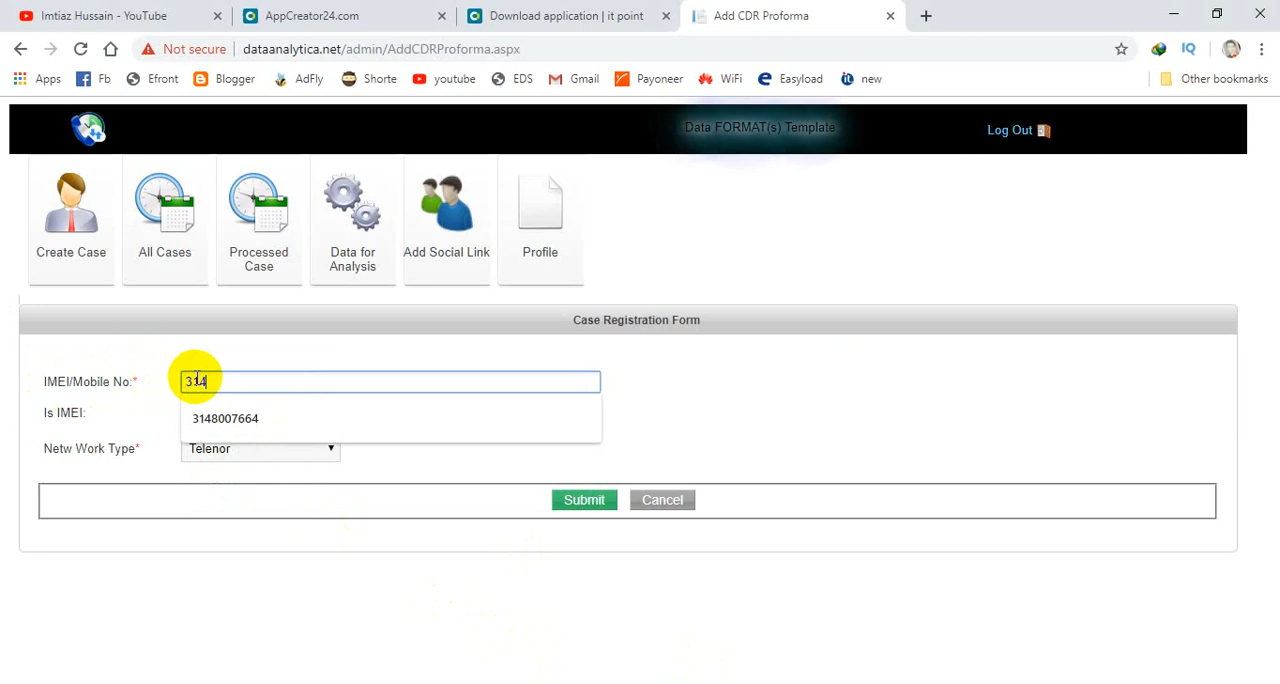 Imtiaz Hussain - YouTube
AppCreator24.com
Download application | it point
Add CDR Proforma
Not secure | dataanalytica.net/admin/AddCDRProforma.aspx
IQ
Apps Fb Efront Blogger AdFly Shorte youtube EDS Gmail Payoneer WiFi Easyload new Other bookmarks
Data FORMAT(s) Template
Log Out
Create Case
All Cases
Processed
Case
Data for
Analysis
Add Social Link
Profile
Case Registration Form
IMEI/Mobile No:* 314
Is IMEI:
3148007664
Netw Work Type* Telenor
Submit Cancel